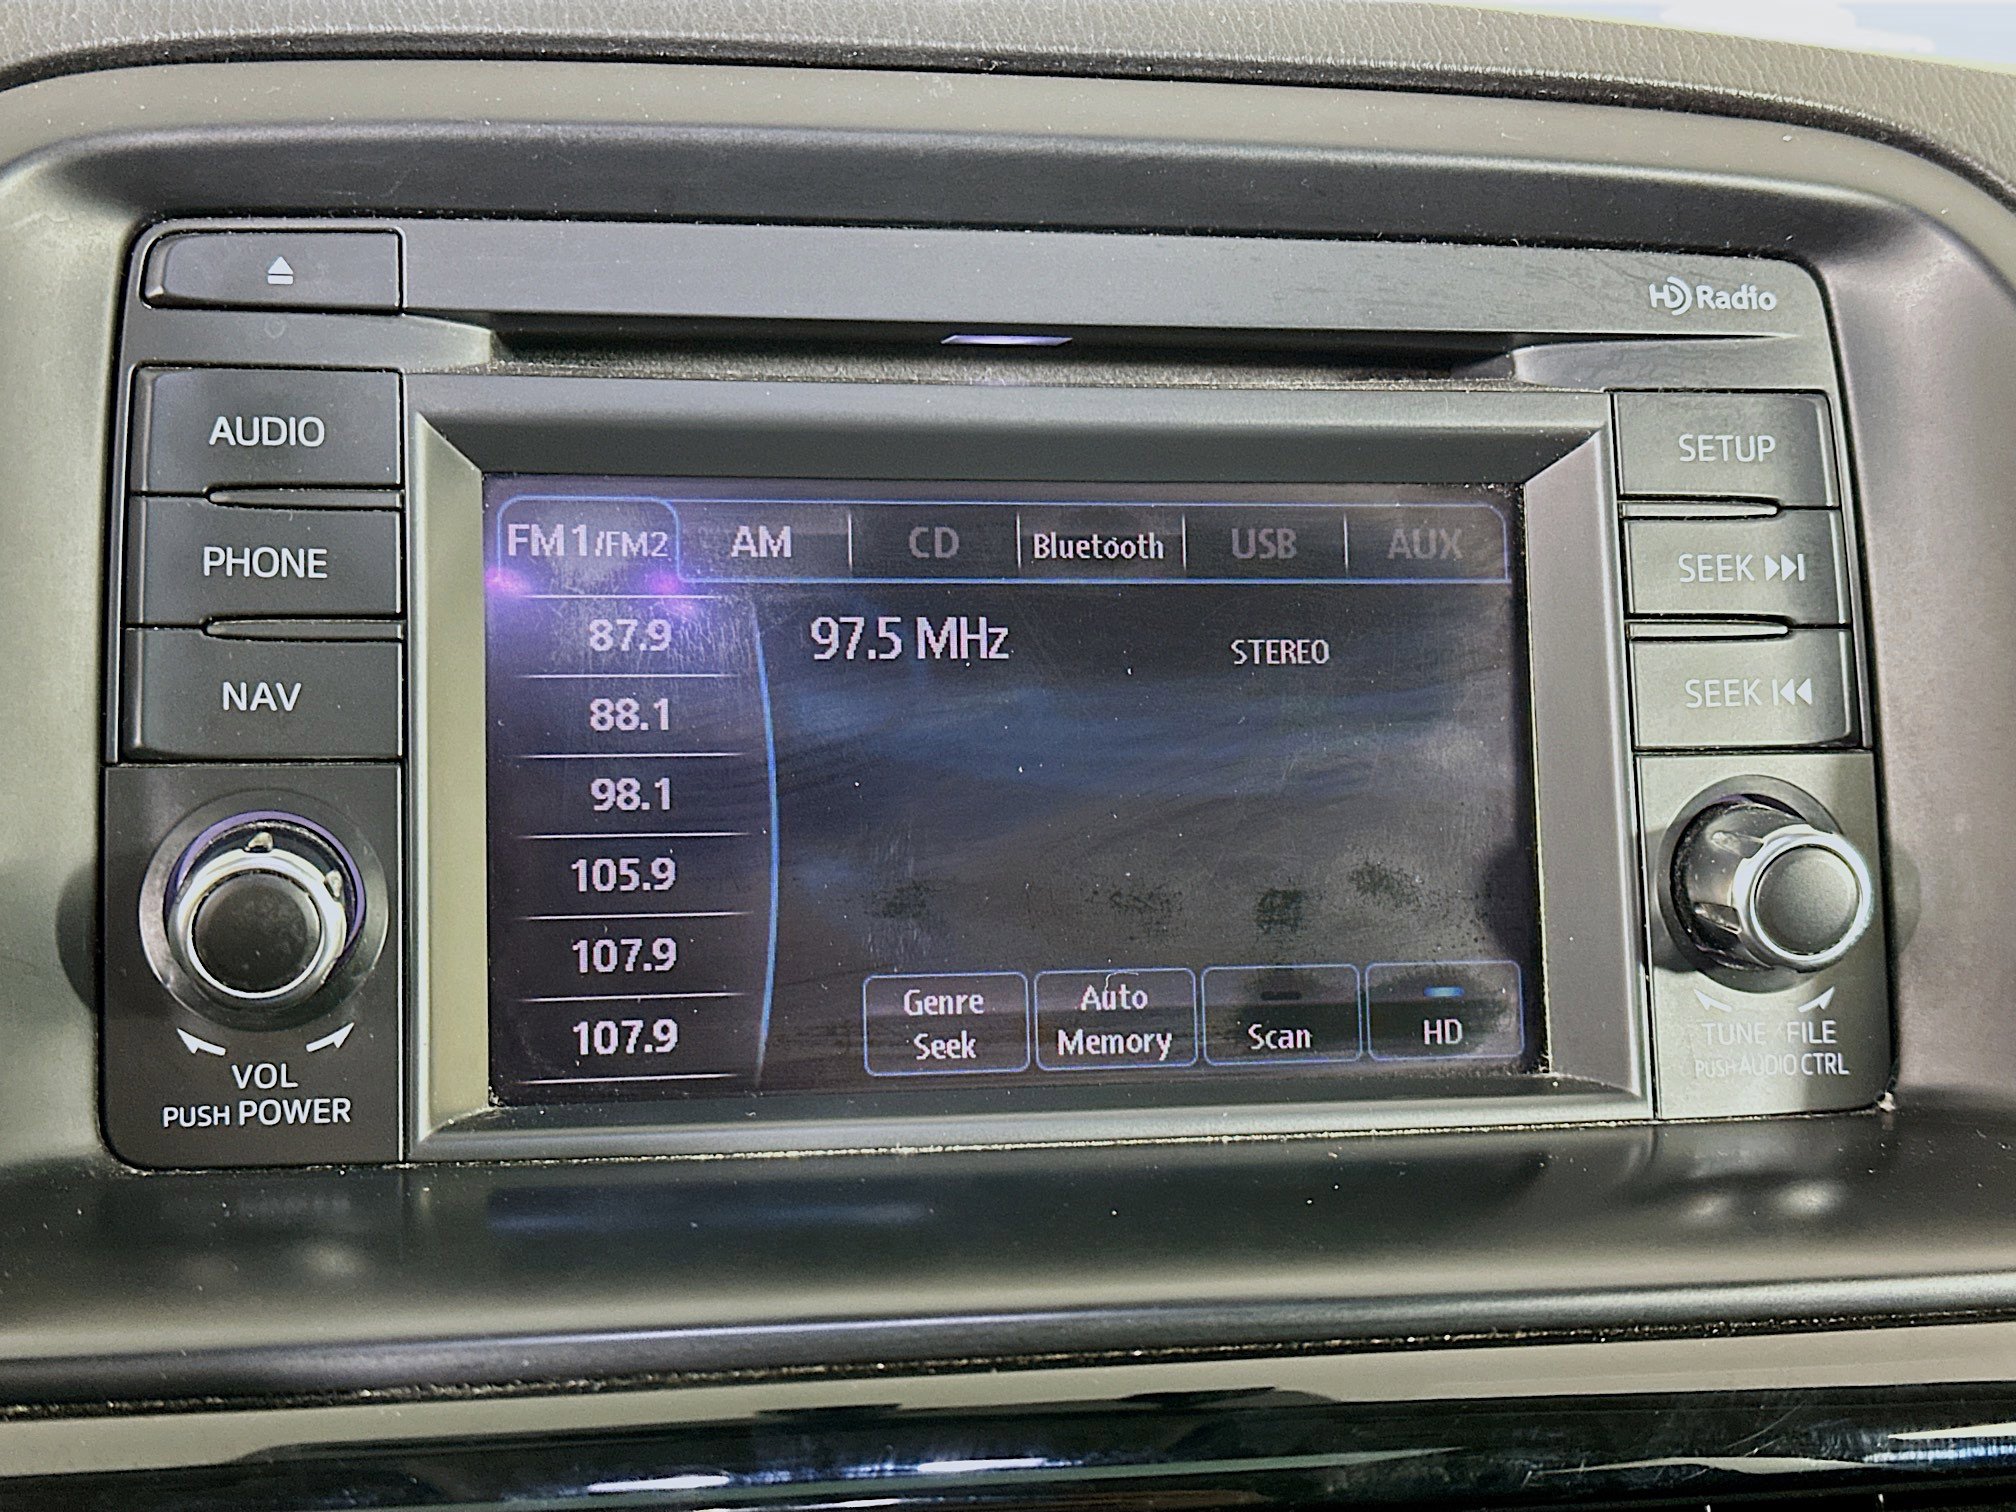 HD Radio
AUDIO
PHONE
NAV
VOL
PUSH POWER
FM1/FM2 AM CD Bluetooth USB AUX
87.9
88.1
98.1
105.9
107.9
107.9
97.5 MHz STEREO
Genre
Seek
Auto
Memory
Scan
HD
SETUP
SEEK
SEEK
TUNE/FILE
PUSH AUDIO CTRL